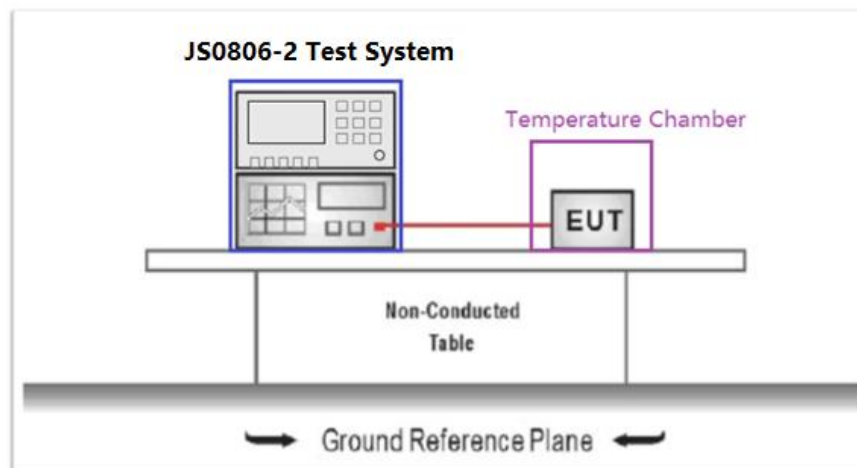 JS0806-2 Test System
Temperature Chamber
EUT
Non-Conducted
Table
Ground Reference Plane